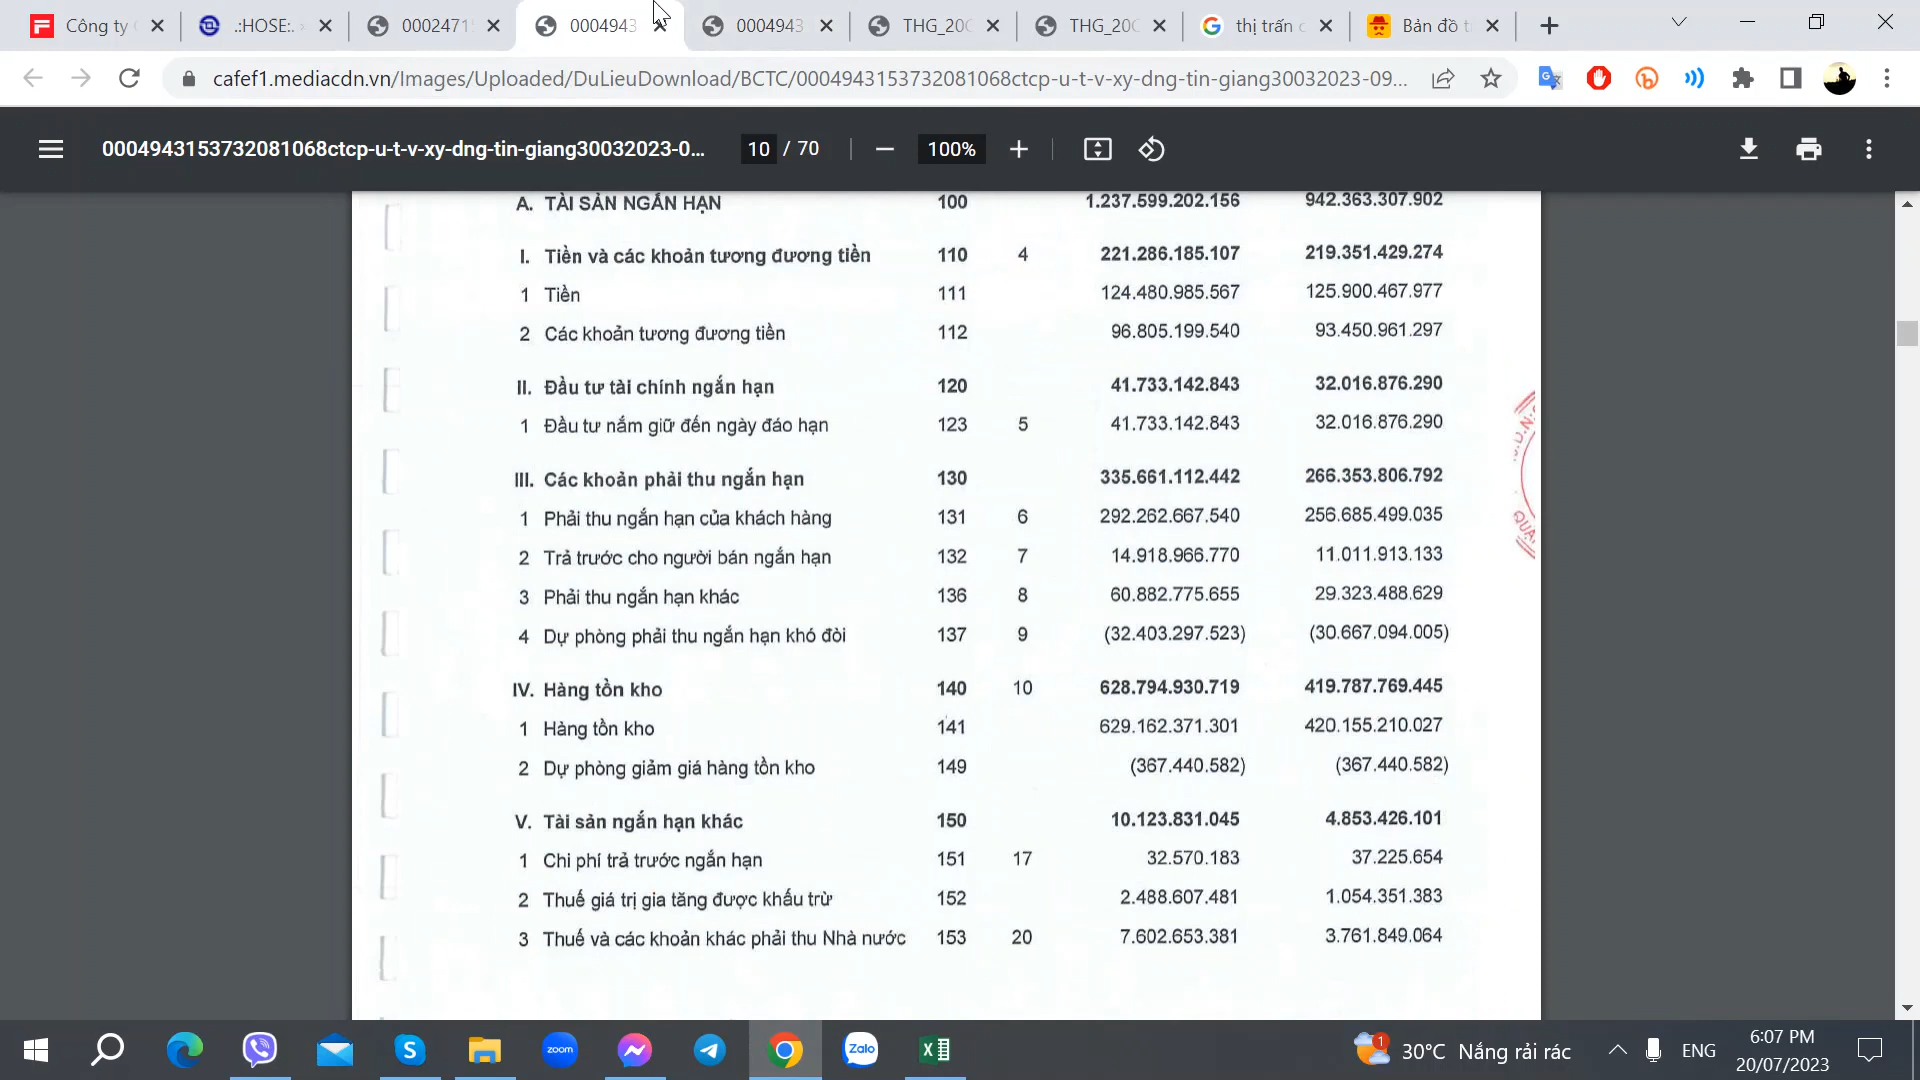 Công ty
.:HOSE:.
0002471
0004943
0004943
THG_20
THG_20
thị trấn
Bản đồ t
cafef1.mediacdn.vn/Images/Uploaded/DuLieuDownload/BCTC/0004943153732081068ctcp-u-t-v-xy-dng-tin-giang30032023-09...
0004943153732081068ctcp-u-t-v-xy-dng-tin-giang30032023-0...
10 / 70
100%
A. TÀI SẢN NGẮN HẠN 100 1.237.599.202.156 942.363.307.902
I. Tiền và các khoản tương đương tiền 110 4 221.286.185.107 219.351.429.274
1 Tiền 111 124.480.985.567 125.900.467.977
2 Các khoản tương đương tiền 112 96.805.199.540 93.450.961.297
II. Đầu tư tài chính ngắn hạn 120 41.733.142.843 32.016.876.290
1 Đầu tư nắm giữ đến ngày đáo hạn 123 5 41.733.142.843 32.016.876.290
III. Các khoản phải thu ngắn hạn 130 335.661.112.442 266.353.806.792
1 Phải thu ngắn hạn của khách hàng 131 6 292.262.667.540 256.685.499.035
2 Trả trước cho người bán ngắn hạn 132 7 14.918.966.770 11.011.913.133
3 Phải thu ngắn hạn khác 136 8 60.882.775.655 29.323.488.629
4 Dự phòng phải thu ngắn hạn khó đòi 137 9 (32.403.297.523) (30.667.094.005)
IV. Hàng tồn kho 140 10 628.794.930.719 419.787.769.445
1 Hàng tồn kho 141 629.162.371.301 420.155.210.027
2 Dự phòng giảm giá hàng tồn kho 149 (367.440.582) (367.440.582)
V. Tài sản ngắn hạn khác 150 10.123.831.045 4.853.426.101
1 Chi phí trả trước ngắn hạn 151 17 32.570.183 37.225.654
2 Thuế giá trị gia tăng được khấu trừ 152 2.488.607.481 1.054.351.383
3 Thuế và các khoản khác phải thu Nhà nước 153 20 7.602.653.381 3.761.849.064
zoom
Zalo
1
30°C Nắng rải rác
ENG
6:07 PM
20/07/2023